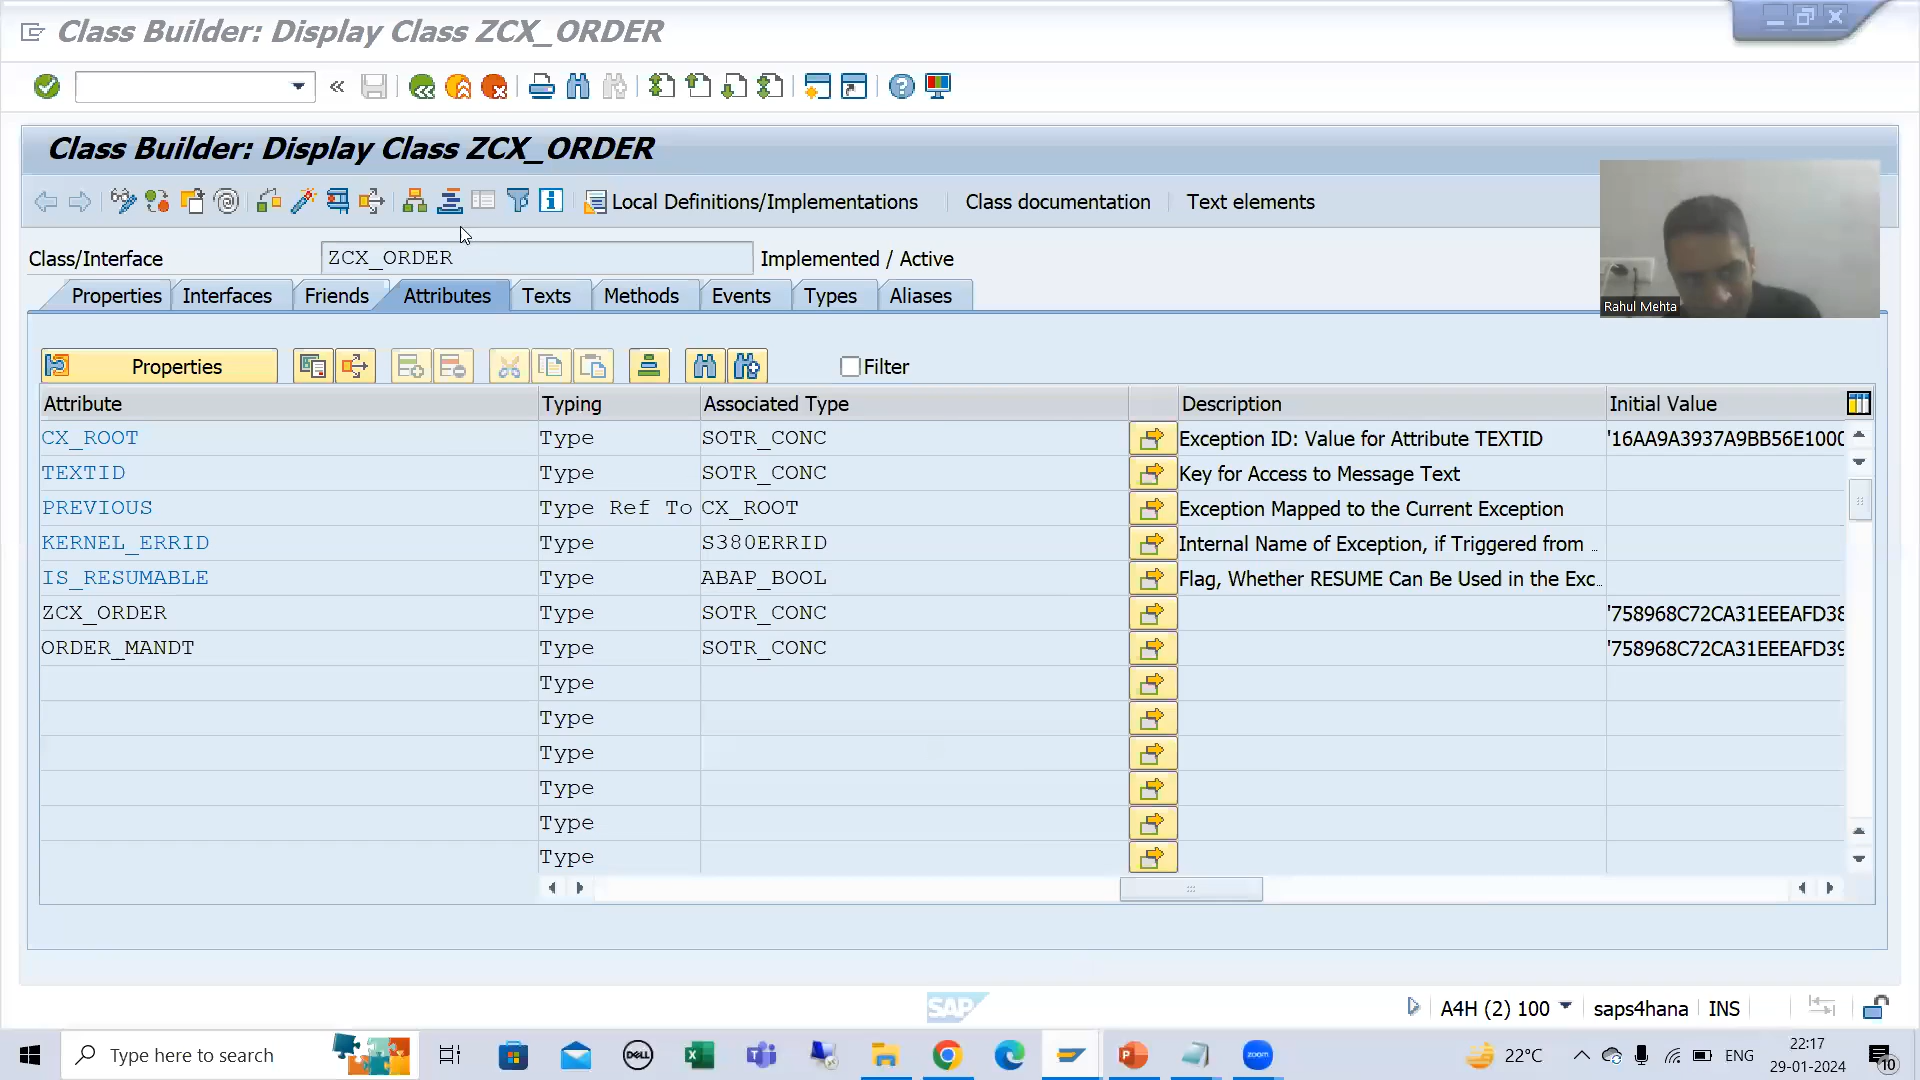 Class Builder: Display Class ZCX_ORDER
Class Builder: Display Class ZCX_ORDER
Local Definitions/Implementations Class documentation Text elements
Class/Interface ZCX_ORDER Implemented / Active
Properties Interfaces Friends Attributes Texts Methods Events Types Aliases
Rahul Mehta
Properties Filter
Attribute Typing Associated Type Description Initial Value
CX_ROOT Type SOTR_CONC Exception ID: Value for Attribute TEXTID '16AA9A3937A9BB56E1000
TEXTID Type SOTR_CONC Key for Access to Message Text
PREVIOUS Type Ref To CX_ROOT Exception Mapped to the Current Exception
KERNEL_ERRID Type S380ERRID Internal Name of Exception, if Triggered from ...
IS_RESUMABLE Type ABAP_BOOL Flag, Whether RESUME Can Be Used in the Exc...
ZCX_ORDER Type SOTR_CONC '758968C72CA31EEEAFD38
ORDER_MANDT Type SOTR_CONC '758968C72CA31EEEAFD39
Type
Type
Type
Type
Type
Type
SAP
A4H (2) 100 saps4hana INS
Type here to search
DELL
zoom
22°C ENG
22:17
29-01-2024
10